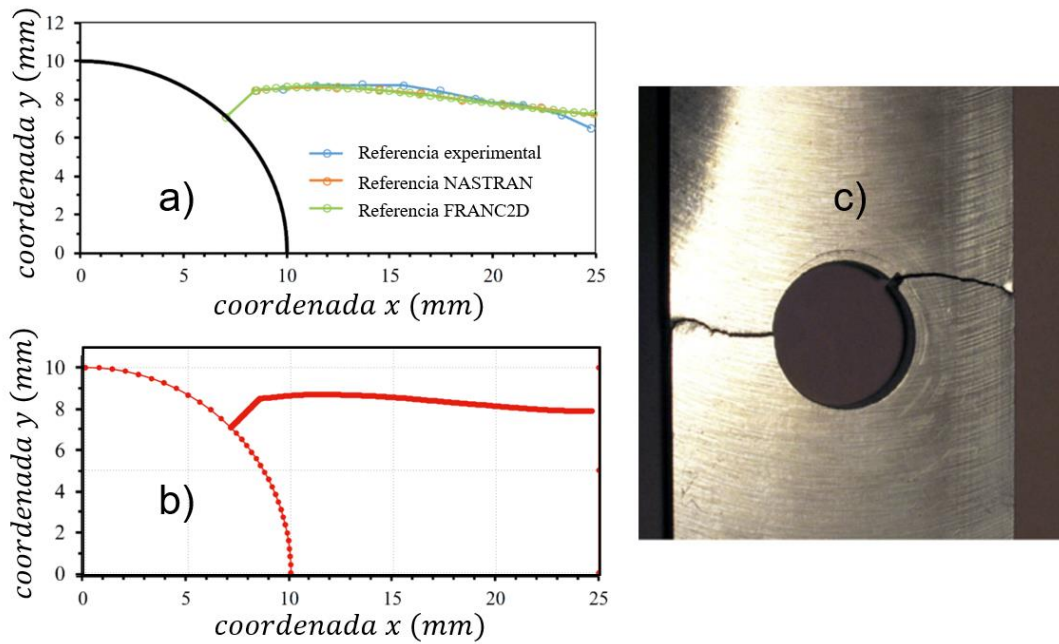 12
10
8
6
4
2
0
coordenada y (mm)
a)
Referencia experimental
Referencia NASTRAN
Referencia FRANC2D
0 5 10 15 20 25
coordenada x (mm)
10
8
6
4
2
0
coordenada y (mm)
b)
0 5 10 15 20 25
coordenada x (mm)
c)